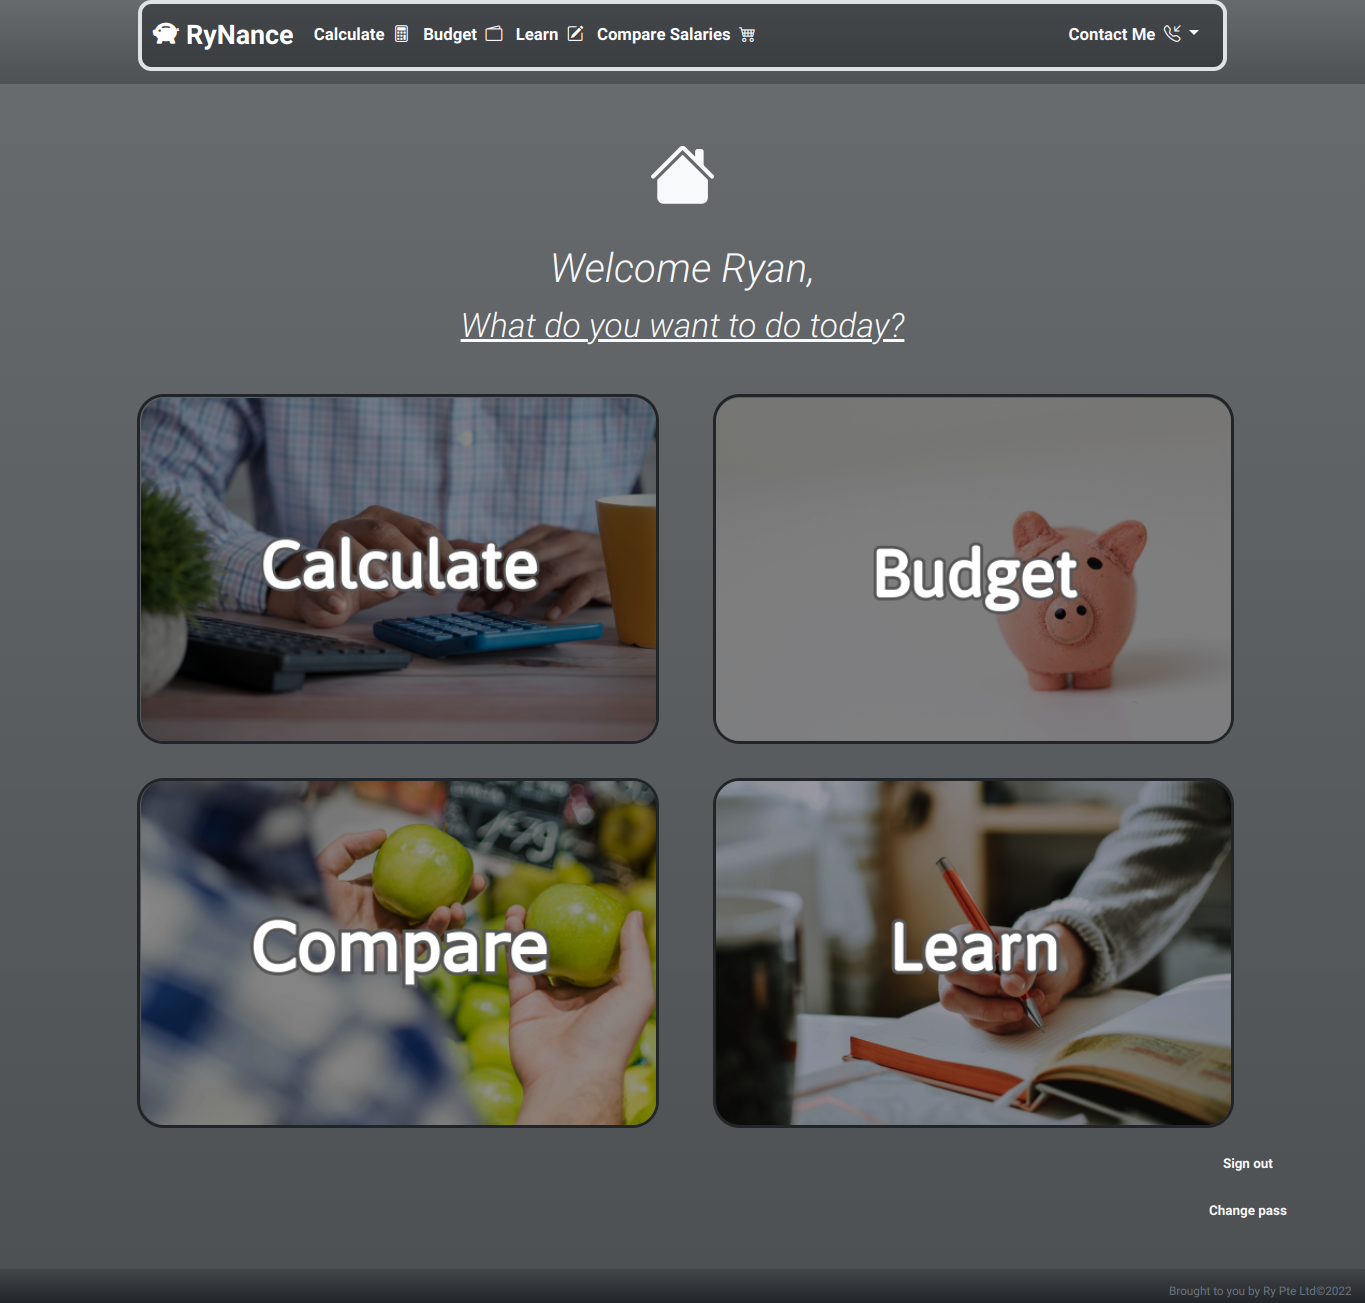 RyNance Calculate Budget Learn Compare Salaries Contact Me
Welcome Ryan,
What do you want to do today?
Calculate
Budget
Compare
Learn
Sign out
Change pass
Brought to you by Ry Pte Ltd©2022